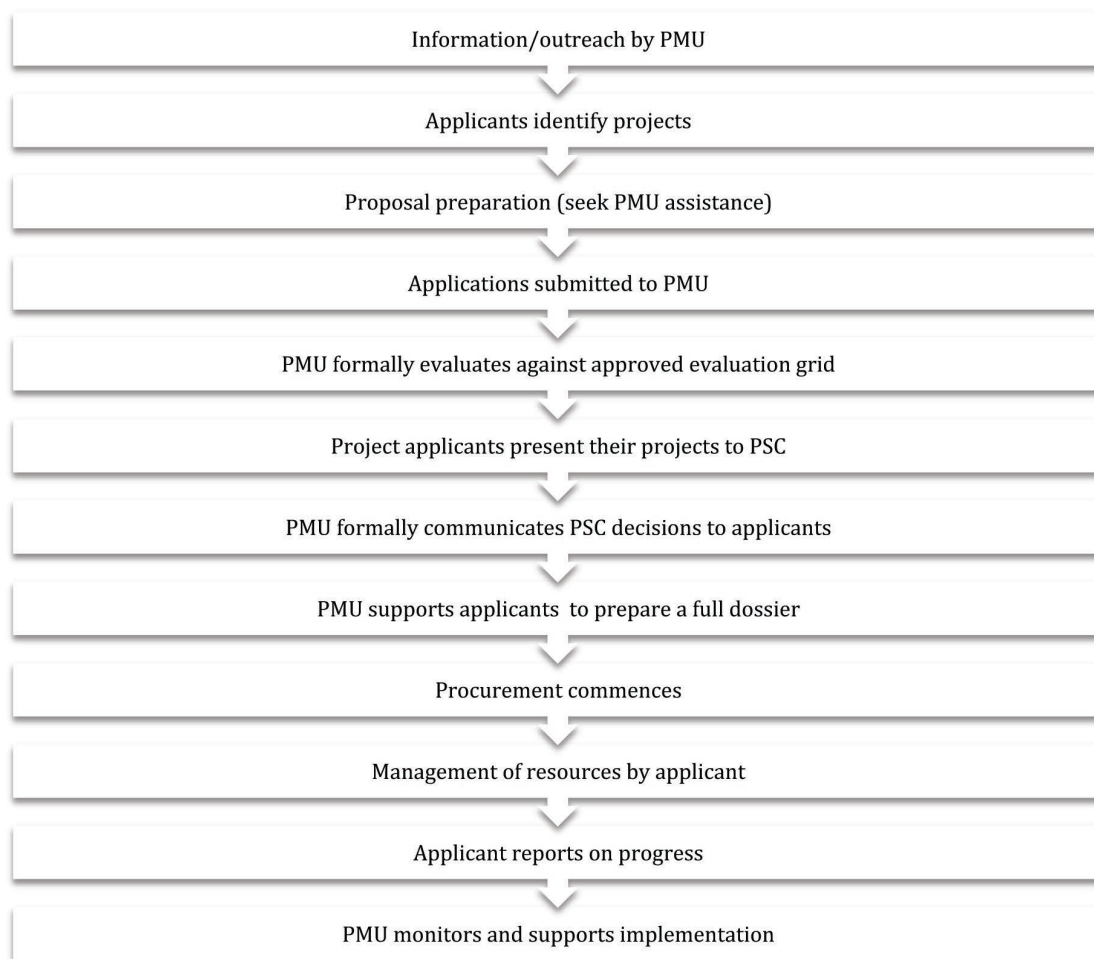 Information/outreach by PMU
Applicants identify projects
Proposal preparation (seek PMU assistance)
Applications submitted to PMU
PMU formally evaluates against approved evaluation grid
Project applicants present their projects to PSC
PMU formally communicates PSC decisions to applicants
PMU supports applicants  to prepare a full dossier
Procurement commences
Management of resources by applicant
Applicant reports on progress
PMU monitors and supports implementation